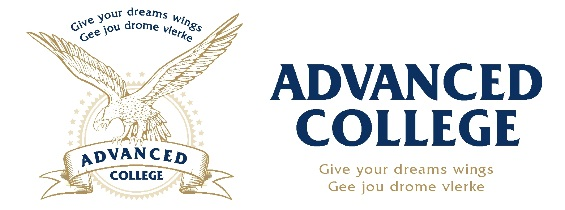 Give your dreams wings
Gee jou drome vlerke
ADVANCED
COLLEGE
ADVANCED
COLLEGE
Give your dreams wings
Gee jou drome vlerke